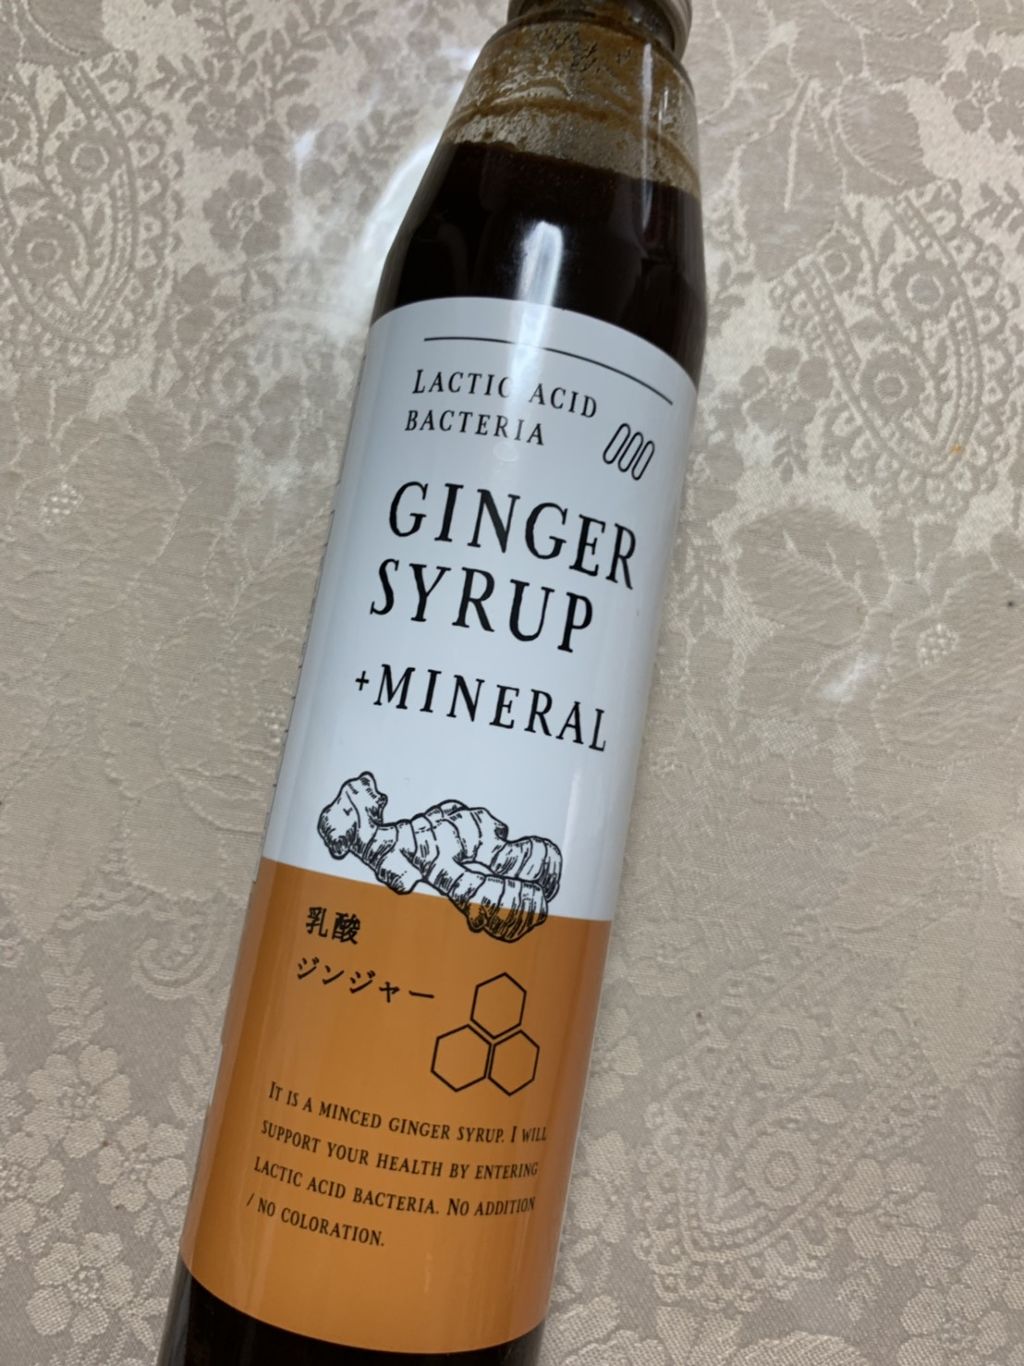 LACTIC ACID
BACTERIA
GINGER
SYRUP
+MINERAL
乳酸
ジンジャー
IT IS A MINCED GINGER SYRUP. I WILL
SUPPORT YOUR HEALTH BY ENTERING
LACTIC ACID BACTERIA. NO ADDITION
/ NO COLORATION.